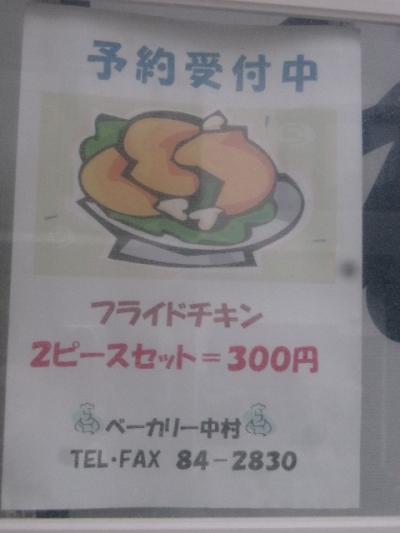 予約受付中
フライドチキン
2ピースセット=300円
ベーカリー中村
TEL・FAX 84-2830